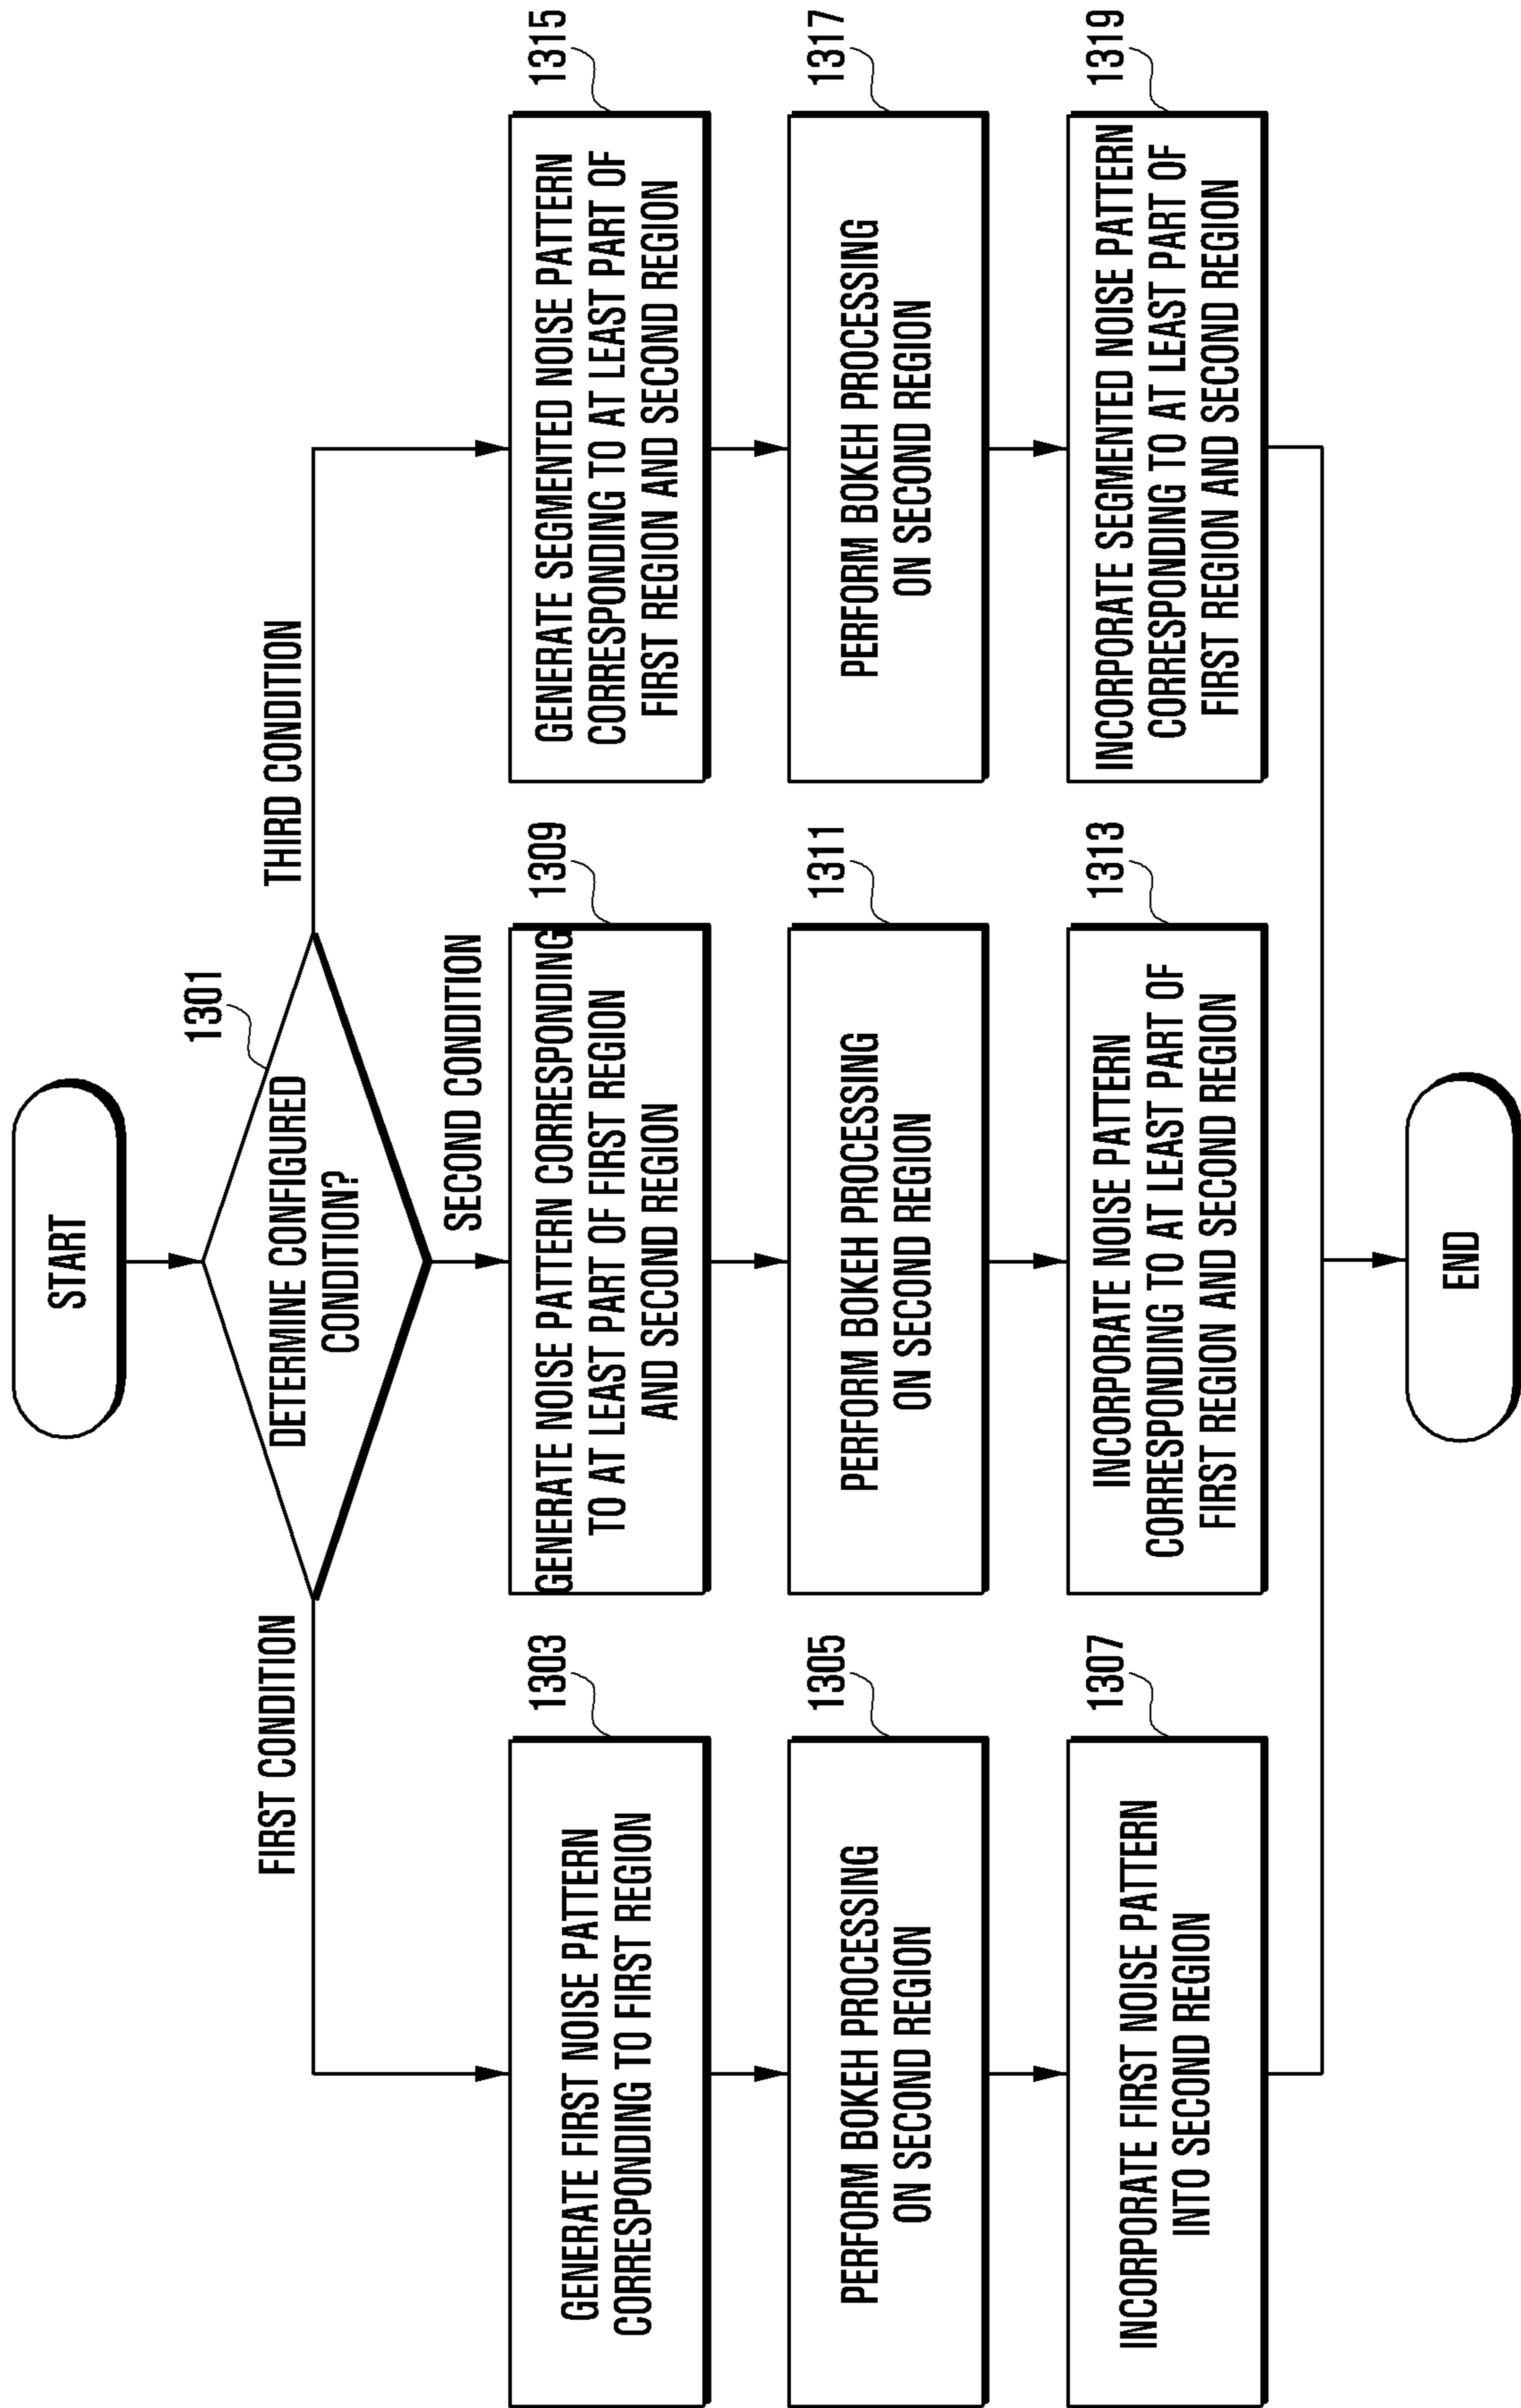 START
1301
DETERMINE CONFIGURED
CONDITION?
FIRST CONDITION
SECOND CONDITION
THIRD CONDITION
1303
GENERATE FIRST NOISE PATTERN
CORRESPONDING TO FIRST REGION
1305
PERFORM BOKEH PROCESSING
ON SECOND REGION
1307
INCORPORATE FIRST NOISE PATTERN
INTO SECOND REGION
1309
GENERATE NOISE PATTERN CORRESPONDING
TO AT LEAST PART OF FIRST REGION
AND SECOND REGION
1311
PERFORM BOKEH PROCESSING
ON SECOND REGION
1313
INCORPORATE NOISE PATTERN
CORRESPONDING TO AT LEAST PART OF
FIRST REGION AND SECOND REGION
1315
GENERATE SEGMENTED NOISE PATTERN
CORRESPONDING TO AT LEAST PART OF
FIRST REGION AND SECOND REGION
1317
PERFORM BOKEH PROCESSING
ON SECOND REGION
1319
INCORPORATE SEGMENTED NOISE PATTERN
CORRESPONDING TO AT LEAST PART OF
FIRST REGION AND SECOND REGION
END